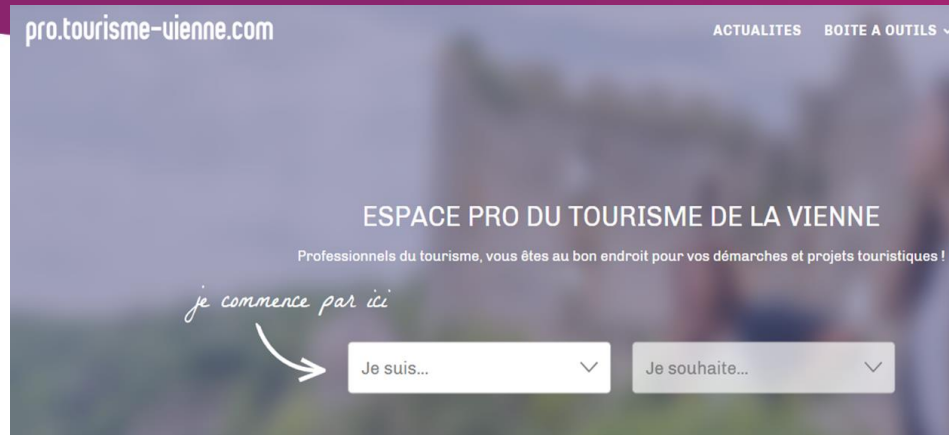 pro.tourisme-vienne.com
ACTUALITES BOITE A OUTILS
ESPACE PRO DU TOURISME DE LA VIENNE
Professionnels du tourisme, vous êtes au bon endroit pour vos démarches et projets touristiques !
je commence par ici
Je suis... Je souhaite...